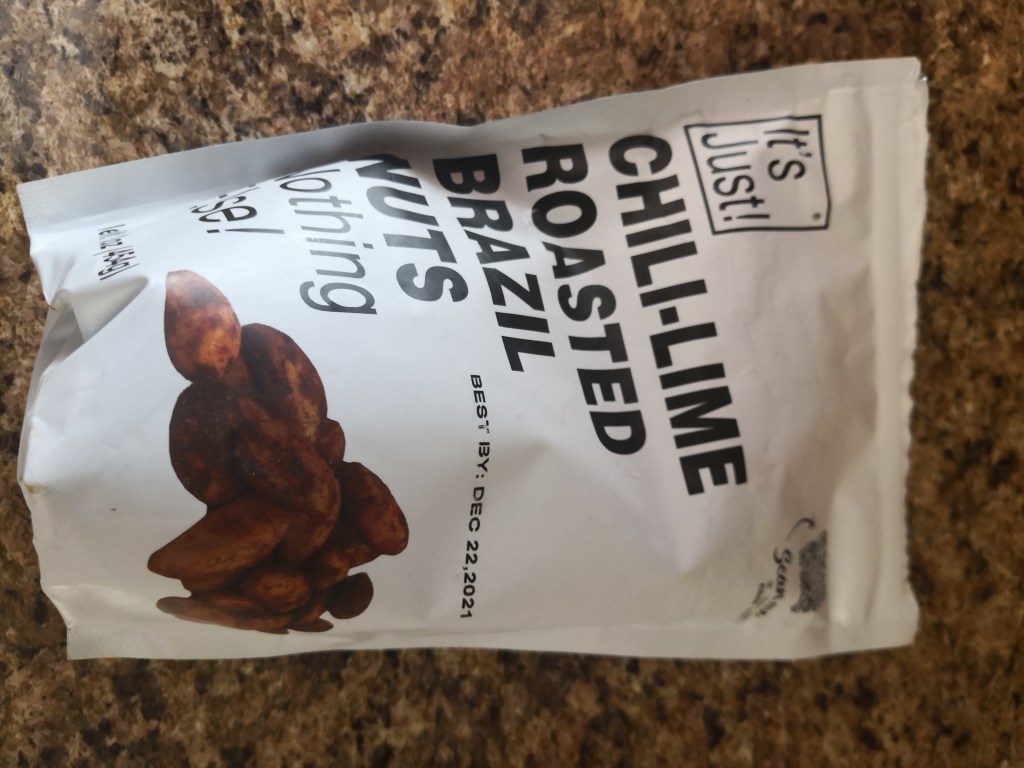 It's
Just!
CHILI-LIME
ROASTED
BRAZIL
NUTS
Nothing
BEST BY: DEC 22,2021